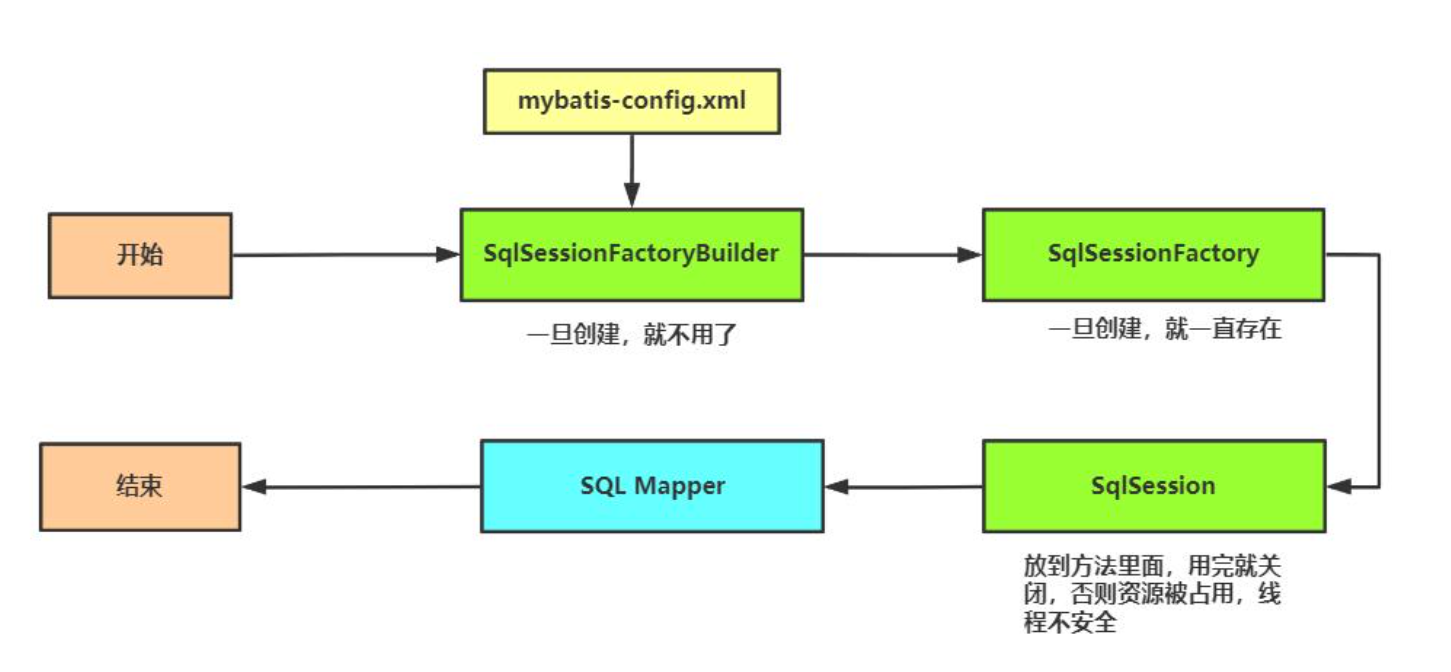 mybatis-config.xml
开始
SqlSessionFactoryBuilder
SqlSessionFactory
一旦创建，就不用了
一旦创建，就一直存在
结束
SQL Mapper
SqlSession
放到方法里面，用完就关
闭，否则资源被占用，线
程不安全